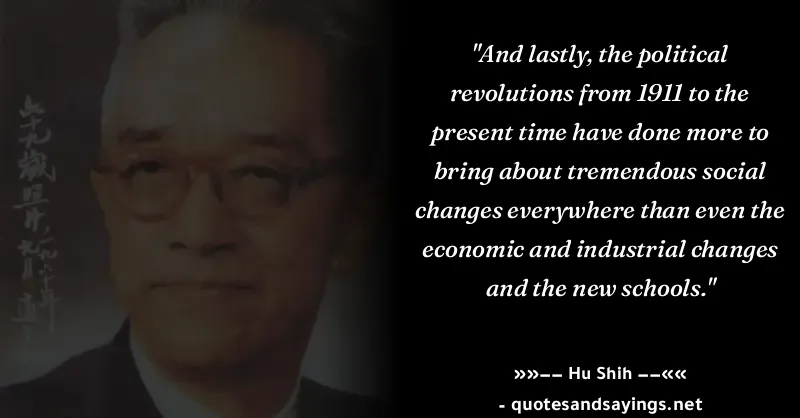 "And lastly, the political
revolutions from 1911 to the
present time have done more to
bring about tremendous social
changes everywhere than even the
economic and industrial changes
and the new schools."
»»−− Hu Shih −−««
- quotesandsayings.net